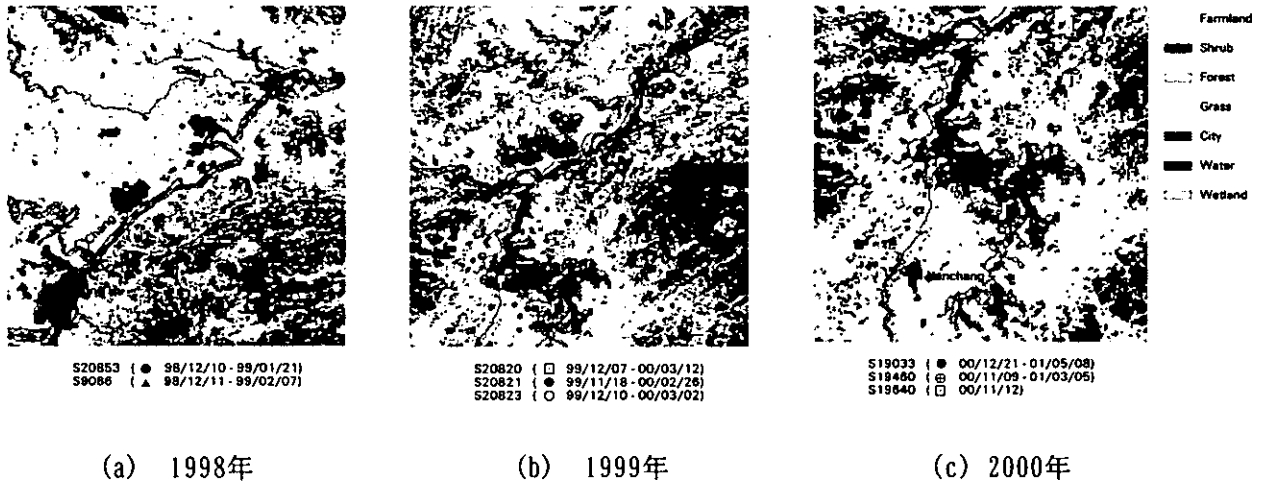 Farmland
Shrub
Forest
Grass
City
Water
Wetland
Nanchang
S20853 { ● 98/12/10 - 99/01/21}
S9086 { ▲ 98/12/11 - 99/02/07}
S20820 { □ 99/12/07 - 00/03/12}
S20821 { ● 99/11/18 - 00/02/26}
S20823 { ○ 99/12/10 - 00/03/02}
S19033 { ● 00/12/21 - 01/05/08}
S19460 { ⊕ 00/11/09 - 01/03/05}
S19640 { ⊡ 00/11/12}
(a) 1998年
(b) 1999年
(c) 2000年